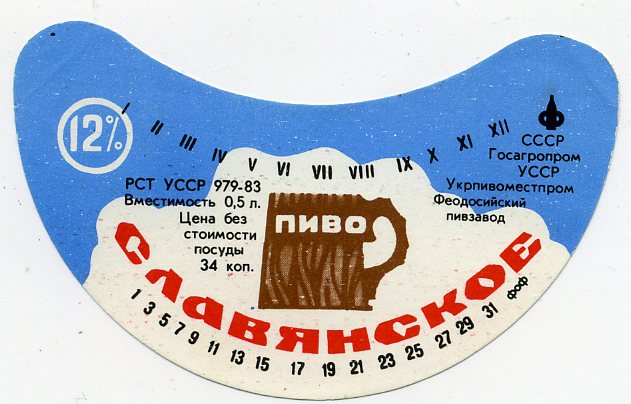 12%
I II III IV V VI VII VIII IX X XI XII
СССР
Госагропром
УССР
Укрпивоместпром
Феодосийский
пивзавод
РСТ УССР 979-83
Вместимость 0,5 л.
Цена без
стоимости
посуды
34 коп.
ПИВО
СЛАВЯНСКОЕ
1 3 5 7 9 11 13 15 17 19 21 23 25 27 29 31 фоф